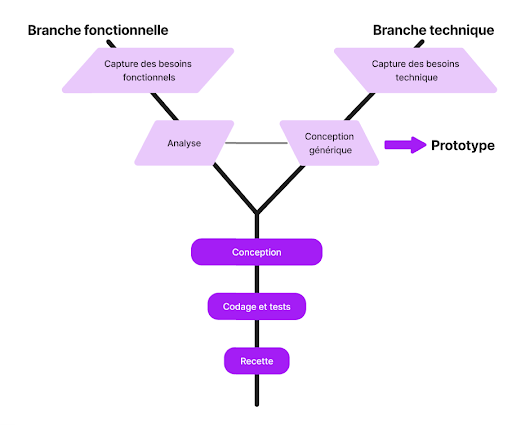 Branche fonctionnelle
Branche technique
Capture des besoins
fonctionnels
Capture des besoins
technique
Analyse
Conception
générique
Prototype
Conception
Codage et tests
Recette